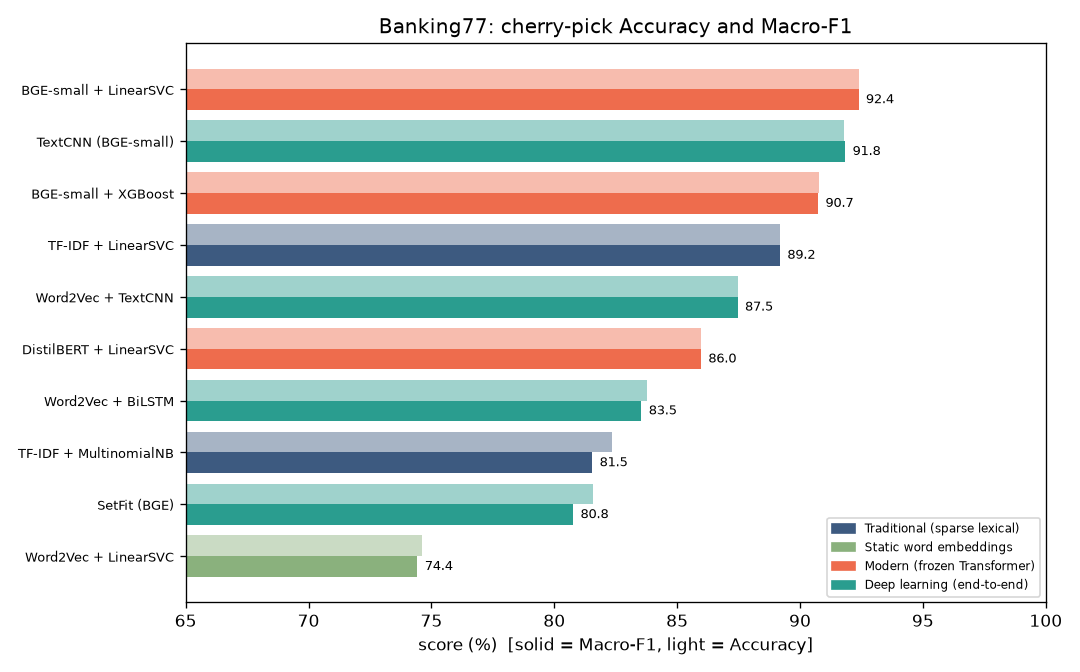 Banking77: cherry-pick Accuracy and Macro-F1
BGE-small + LinearSVC
92.4
TextCNN (BGE-small)
91.8
BGE-small + XGBoost
90.7
TF-IDF + LinearSVC
89.2
Word2Vec + TextCNN
87.5
DistilBERT + LinearSVC
86.0
Word2Vec + BiLSTM
83.5
TF-IDF + MultinomialNB
81.5
SetFit (BGE)
80.8
Word2Vec + LinearSVC
74.4
Traditional (sparse lexical)
Static word embeddings
Modern (frozen Transformer)
Deep learning (end-to-end)
65 70 75 80 85 90 95 100
score (%) [solid = Macro-F1, light = Accuracy]